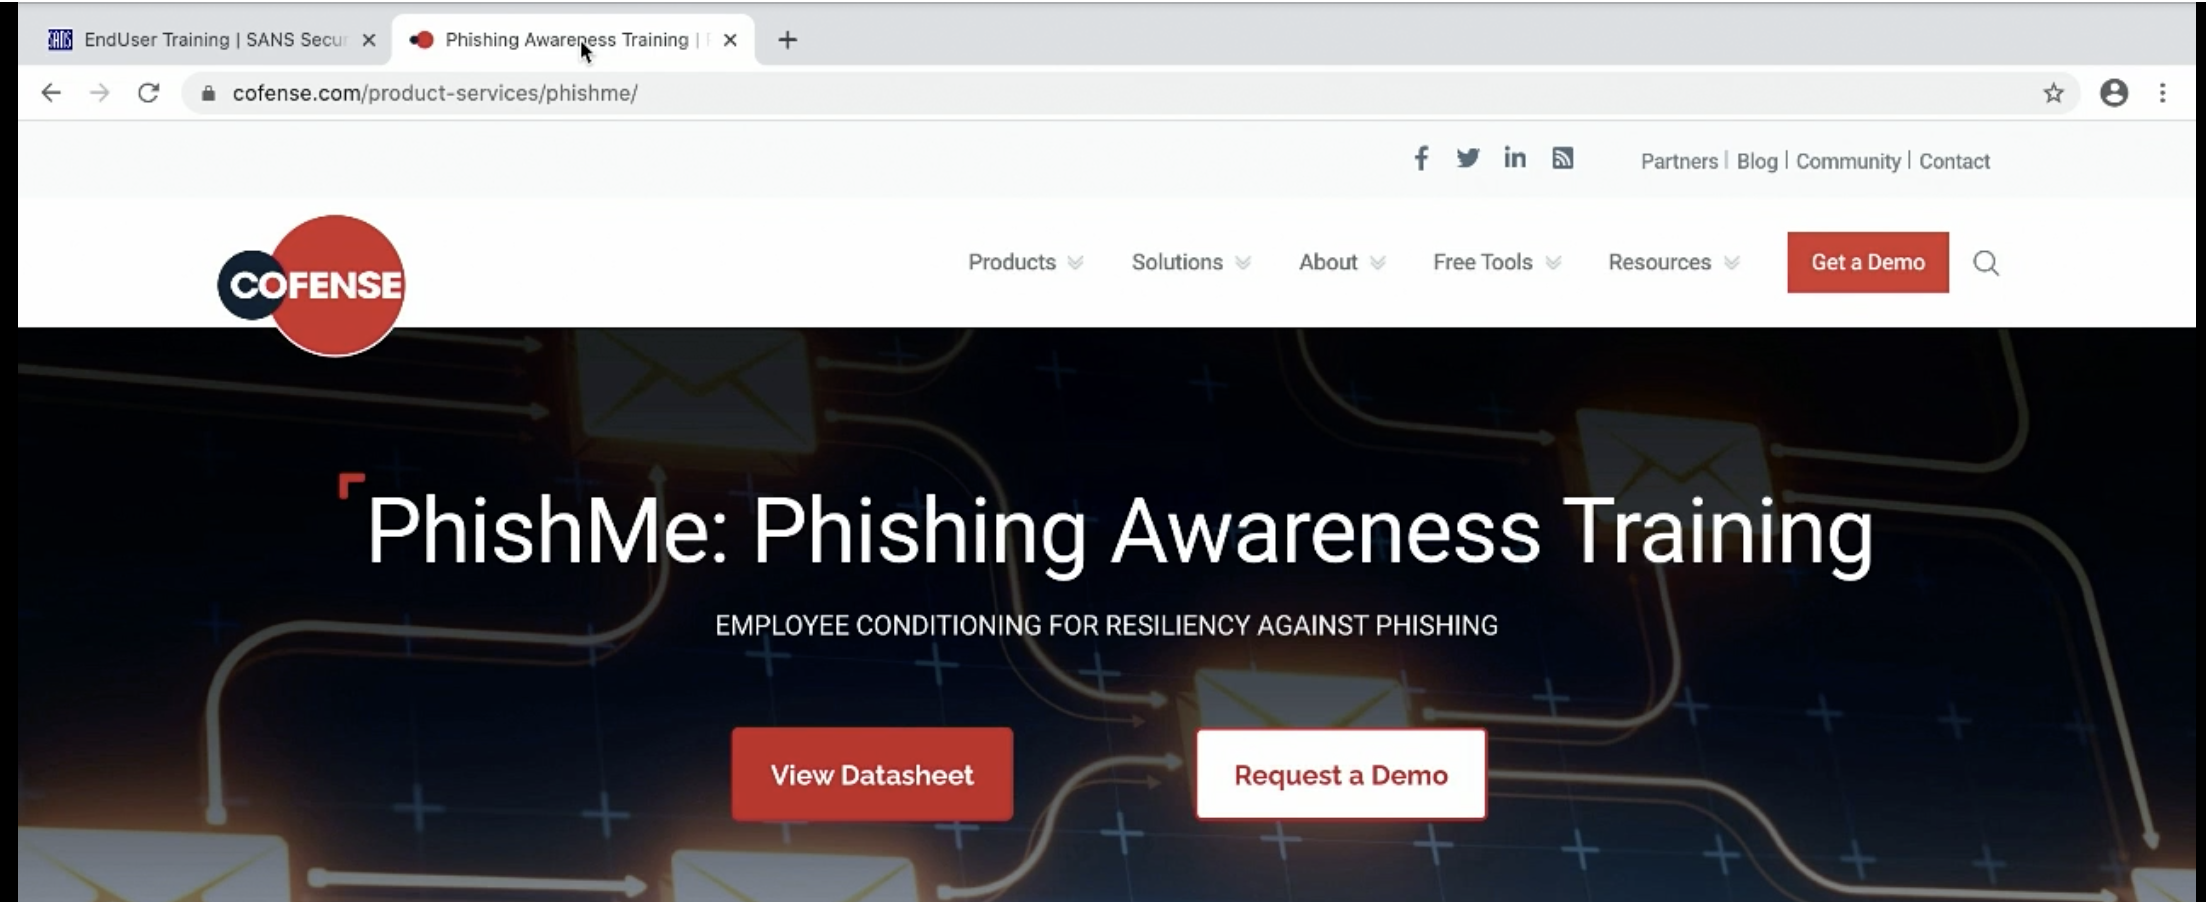 EndUser Training | SANS Secur
Phishing Awareness Training |
cofense.com/product-services/phishme/
Partners | Blog | Community | Contact
COFENSE
Products
Solutions
About
Free Tools
Resources
Get a Demo
PhishMe: Phishing Awareness Training
EMPLOYEE CONDITIONING FOR RESILIENCY AGAINST PHISHING
View Datasheet
Request a Demo